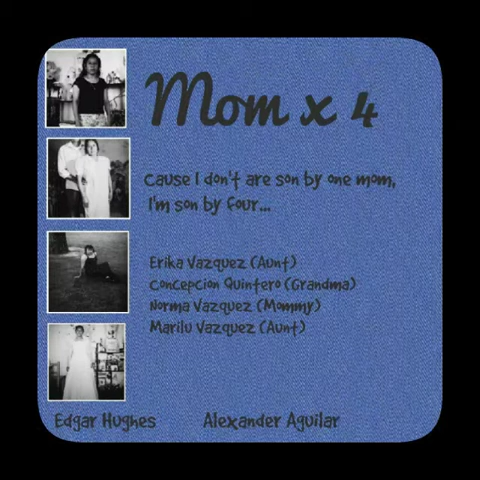 Mom x 4
Cause I don't are son by one mom,
I'm son by four...
Erika Vazquez (Aunt)
Concepcion Quintero (Grandma)
Norma Vazquez (Mommy)
Marilu Vazquez (Aunt)
Edgar Hughes Alexander Aguilar